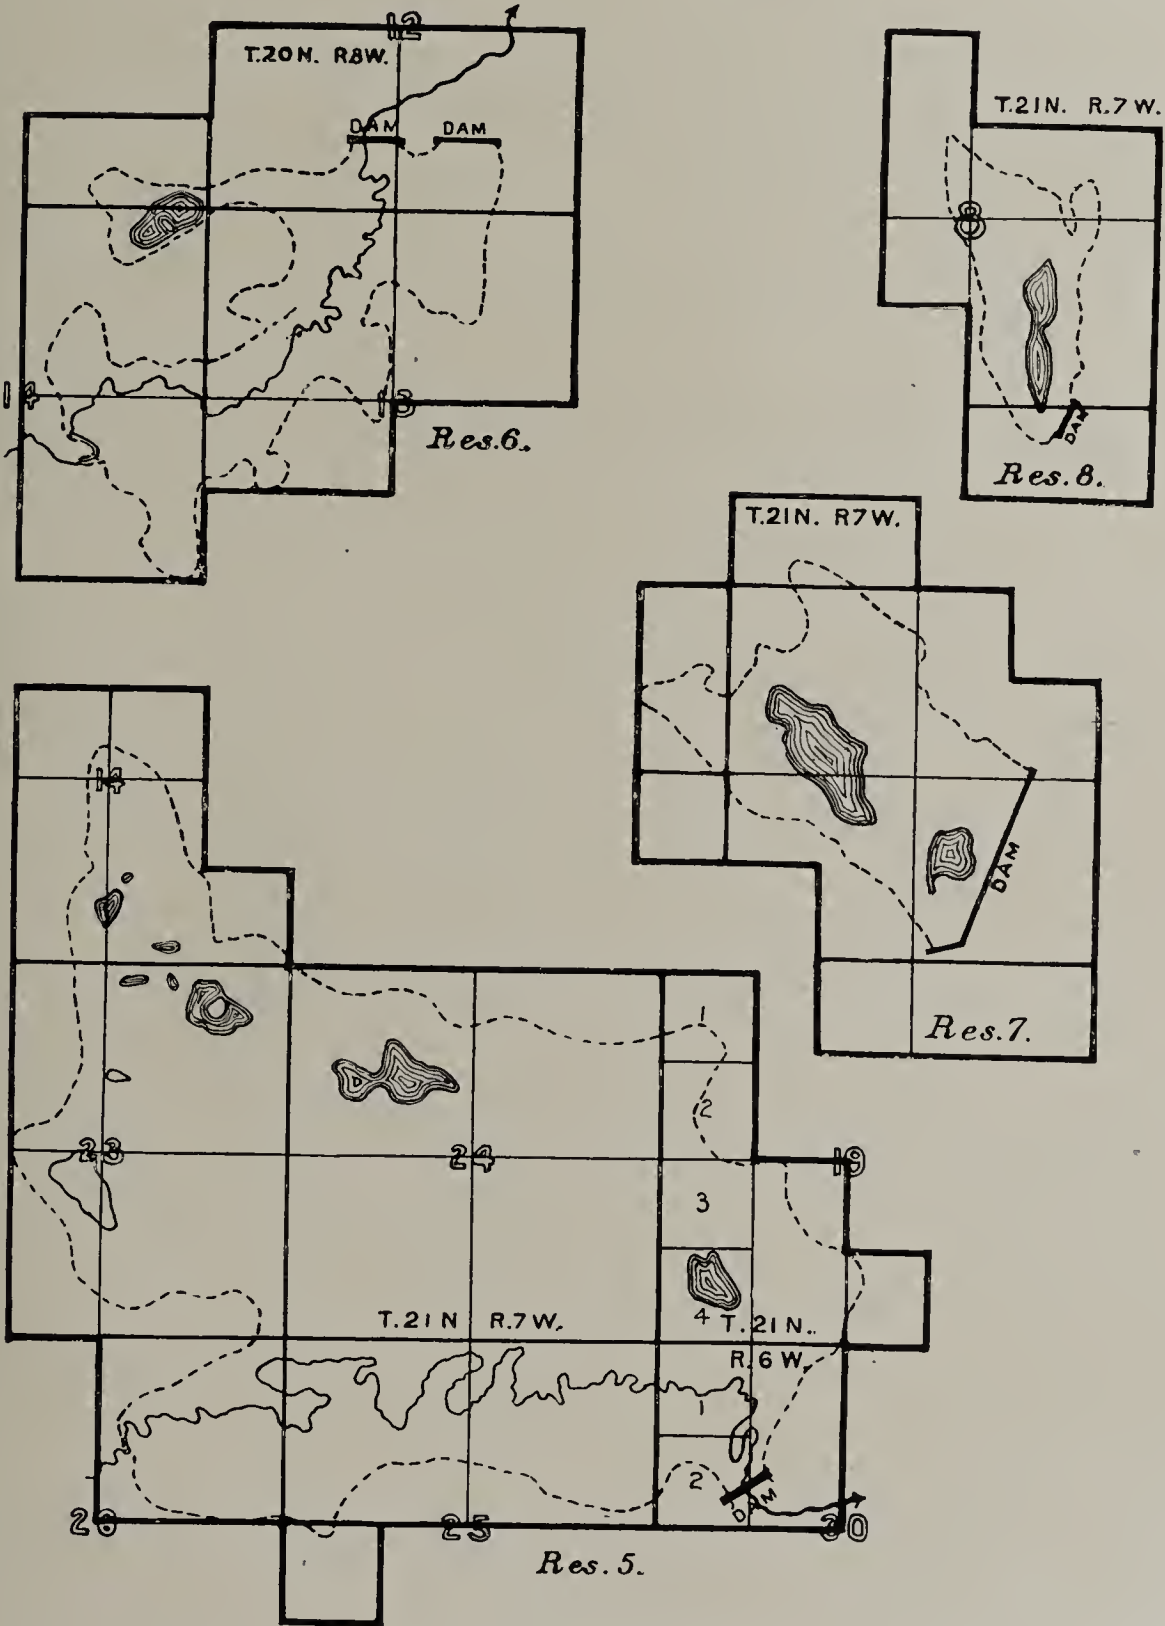 12
T.20N. R8W.
DAM DAM
14
13
Res.6.
T.21N. R.7W.
8
DAM
Res.8.
T.21N. R7W.
DAM
Res.7.
14
1
2
23
24
19
3
4
T.21N R.7W.
T.21N.
R.6W.
1
2
DAM
26
25
30
Res.5.